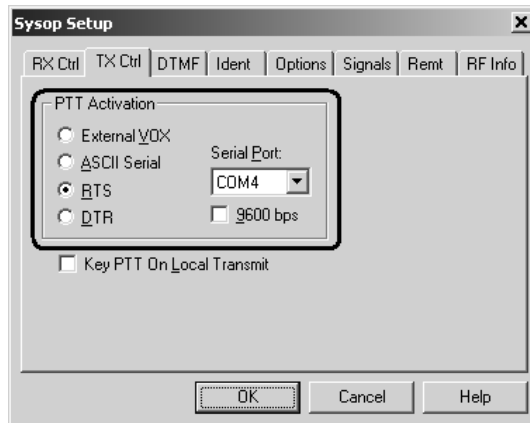 Sysop Setup
RX Ctrl TX Ctrl DTMF Ident Options Signals Remt RF Info
PTT Activation
External VOX
ASCII Serial
RTS
DTR
Serial Port:
COM4
9600 bps
Key PTT On Local Transmit
OK Cancel Help